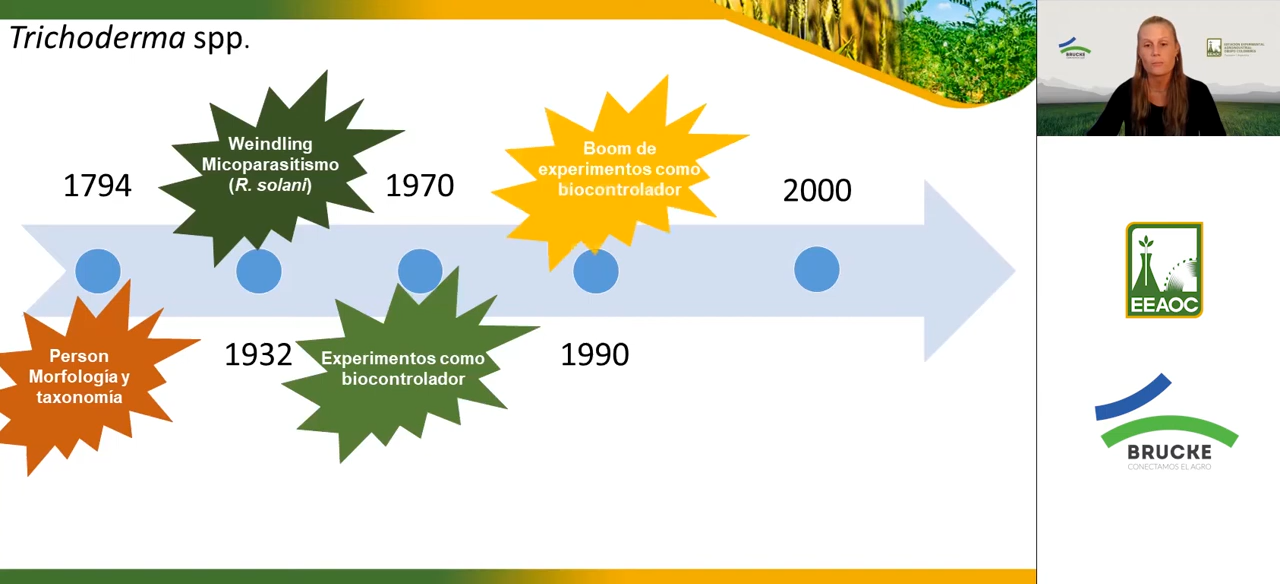 Trichoderma spp.
1794
Weindling
Micoparasitismo
(R. solani)
1970
Boom de
experimentos como
biocontrolador
2000
Person
Morfología y
taxonomía
1932
Experimentos como
biocontrolador
1990
BRUCKE
EEAOC
BRUCKE
CONECTAMOS EL AGRO